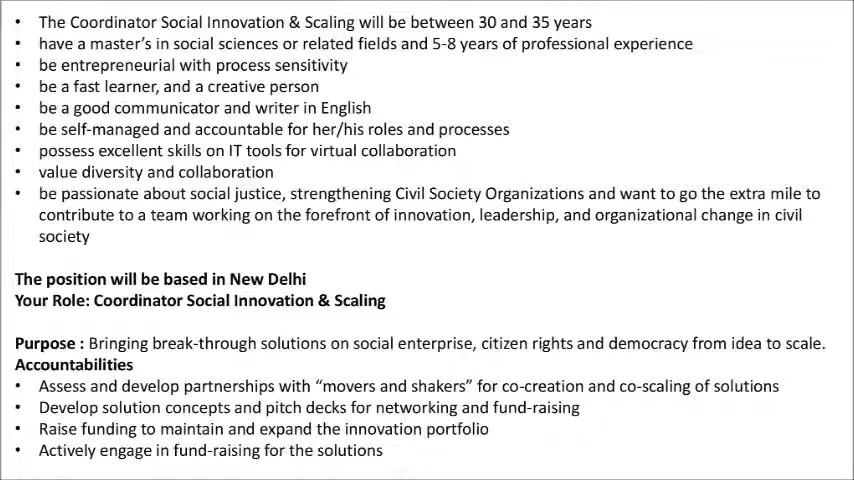 • The Coordinator Social Innovation & Scaling will be between 30 and 35 years
• have a master's in social sciences or related fields and 5-8 years of professional experience
• be entrepreneurial with process sensitivity
• be a fast learner, and a creative person
• be a good communicator and writer in English
• be self-managed and accountable for her/his roles and processes
• possess excellent skills on IT tools for virtual collaboration
• value diversity and collaboration
• be passionate about social justice, strengthening Civil Society Organizations and want to go the extra mile to
contribute to a team working on the forefront of innovation, leadership, and organizational change in civil
society
The position will be based in New Delhi
Your Role: Coordinator Social Innovation & Scaling
Purpose : Bringing break-through solutions on social enterprise, citizen rights and democracy from idea to scale.
Accountabilities
• Assess and develop partnerships with “movers and shakers” for co-creation and co-scaling of solutions
• Develop solution concepts and pitch decks for networking and fund-raising
• Raise funding to maintain and expand the innovation portfolio
• Actively engage in fund-raising for the solutions